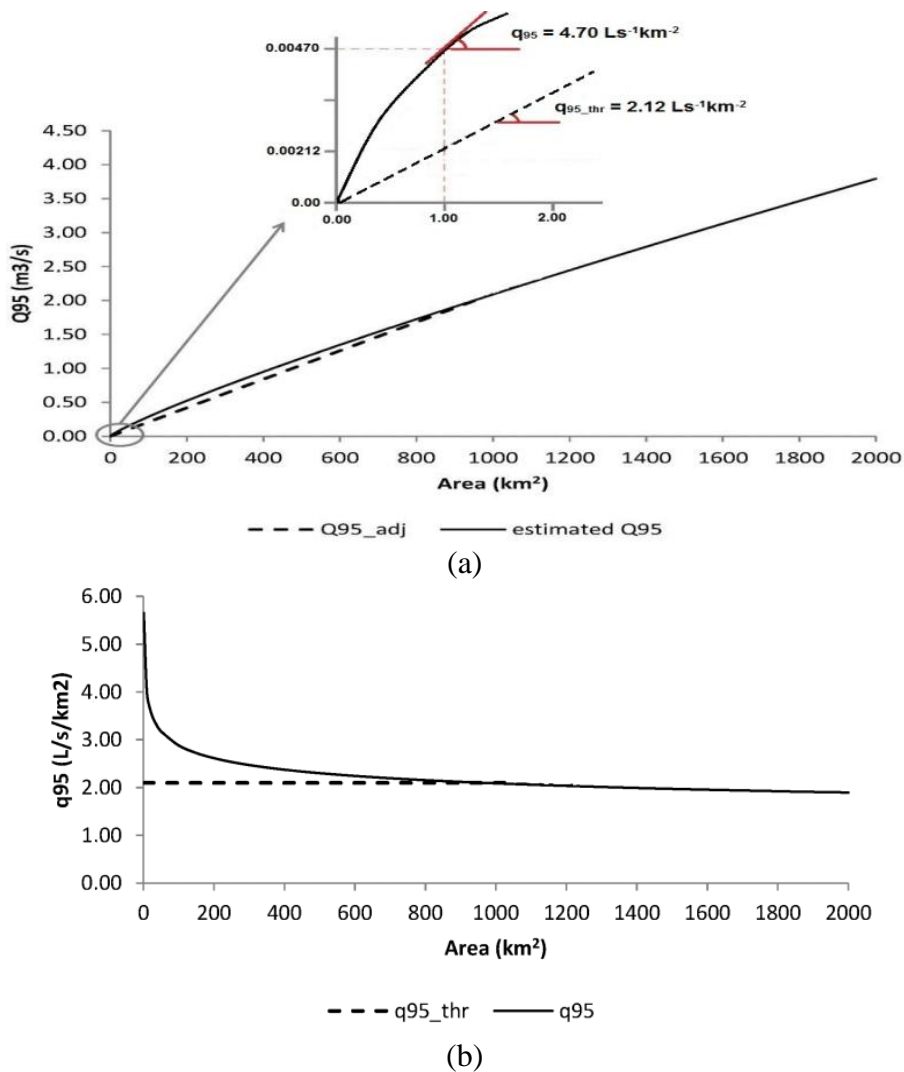 q95 = 4.70 Ls-1km-2
0.00470
q95_thr = 2.12 Ls-1km-2
0.00212
0.00
0.00 1.00 2.00
4.50
4.00
3.50
3.00
2.50
2.00
1.50
1.00
0.50
0.00
Q95 (m3/s)
0 200 400 600 800 1000 1200 1400 1600 1800 2000
Area (km²)
Q95_adj estimated Q95
(a)
6.00
5.00
4.00
3.00
2.00
1.00
0.00
q95 (L/s/km2)
0 200 400 600 800 1000 1200 1400 1600 1800 2000
Area (km²)
q95_thr q95
(b)